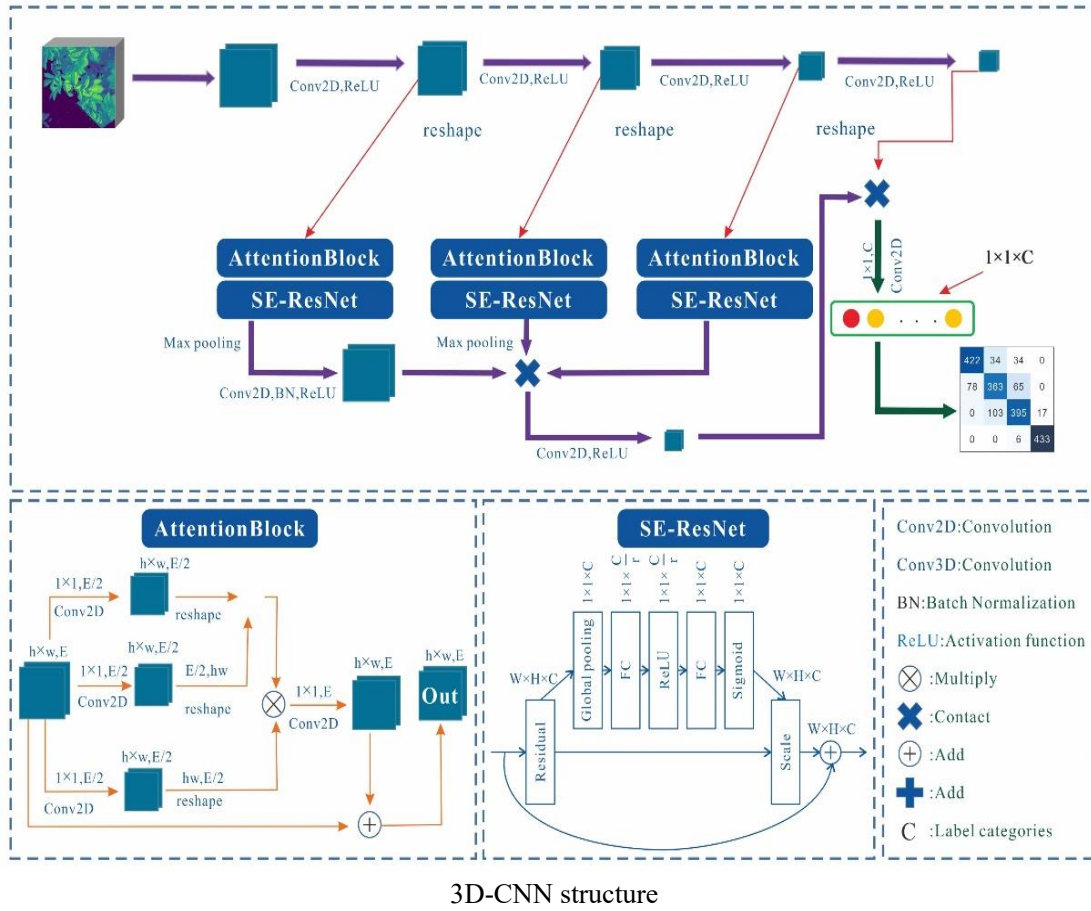 Conv2D,ReLU
Conv2D,ReLU
Conv2D,ReLU
Conv2D,ReLU
reshape
reshape
reshape
AttentionBlock
SE-ResNet
AttentionBlock
SE-ResNet
AttentionBlock
SE-ResNet
1×1,C
Conv2D
1×1×C
. . .
Max pooling
Max pooling
Conv2D,BN,ReLU
Conv2D,ReLU
422 34 34 0
78 363 65 0
0 103 395 17
0 0 6 433
AttentionBlock
h×w,E/2
1×1,E/2
Conv2D
reshape
h×w,E
h×w,E/2
1×1,E/2
Conv2D
E/2,hw
reshape
h×w,E/2
1×1,E/2
Conv2D
hw,E/2
reshape
1×1,E
Conv2D
h×w,E
h×w,E
Out
SE-ResNet
1×1×C
1×1×C/r
1×1×C/r
1×1×C
1×1×C
W×H×C
Residual
Global pooling
FC
ReLU
FC
Sigmoid
W×H×C
Scale
W×H×C
Conv2D:Convolution
Conv3D:Convolution
BN:Batch Normalization
ReLU:Activation function
:Multiply
:Contact
:Add
:Add
C :Label categories
3D-CNN structure